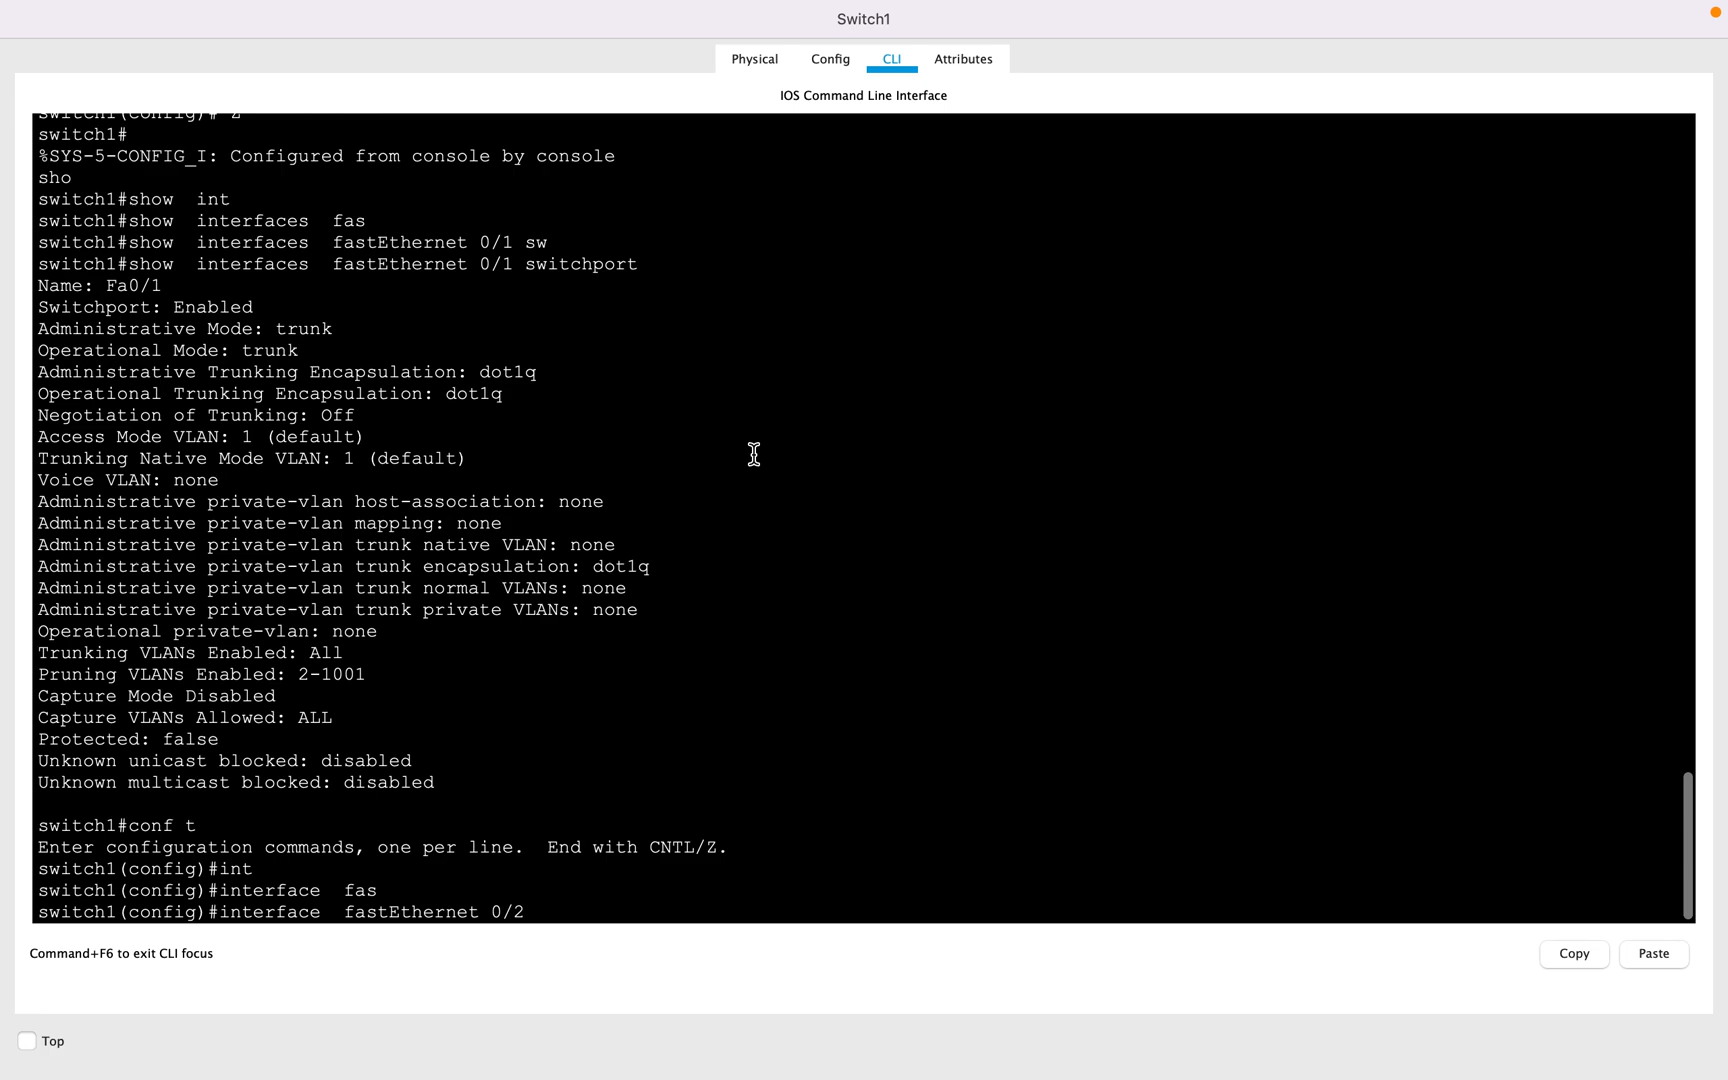 Switch1
Physical Config CLI Attributes
IOS Command Line Interface
switch1(config)#^Z
switch1#
%SYS-5-CONFIG_I: Configured from console by console
sho
switch1#show  int
switch1#show  interfaces  fas
switch1#show  interfaces  fastEthernet 0/1 sw
switch1#show  interfaces  fastEthernet 0/1 switchport
Name: Fa0/1
Switchport: Enabled
Administrative Mode: trunk
Operational Mode: trunk
Administrative Trunking Encapsulation: dot1q
Operational Trunking Encapsulation: dot1q
Negotiation of Trunking: Off
Access Mode VLAN: 1 (default)
Trunking Native Mode VLAN: 1 (default)
Voice VLAN: none
Administrative private-vlan host-association: none
Administrative private-vlan mapping: none
Administrative private-vlan trunk native VLAN: none
Administrative private-vlan trunk encapsulation: dot1q
Administrative private-vlan trunk normal VLANs: none
Administrative private-vlan trunk private VLANs: none
Operational private-vlan: none
Trunking VLANs Enabled: All
Pruning VLANs Enabled: 2-1001
Capture Mode Disabled
Capture VLANs Allowed: ALL
Protected: false
Unknown unicast blocked: disabled
Unknown multicast blocked: disabled
switch1#conf t
Enter configuration commands, one per line.  End with CNTL/Z.
switch1(config)#int
switch1(config)#interface  fas
switch1(config)#interface  fastEthernet 0/2
Command+F6 to exit CLI focus
Copy Paste
Top